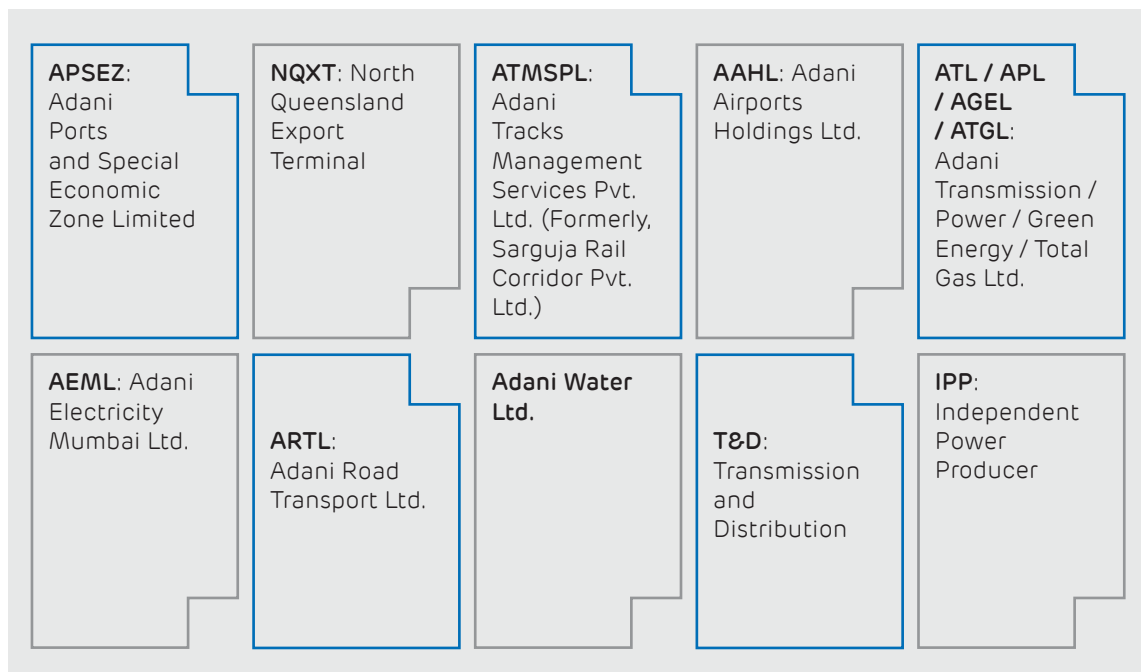 APSEZ:
Adani
Ports
and Special
Economic
Zone Limited
NQXT: North
Queensland
Export
Terminal
ATMSPL:
Adani
Tracks
Management
Services Pvt.
Ltd. (Formerly,
Sarguja Rail
Corridor Pvt.
Ltd.)
AAHL: Adani
Airports
Holdings Ltd.
ATL / APL
/ AGEL
/ ATGL:
Adani
Transmission /
Power / Green
Energy / Total
Gas Ltd.
AEML: Adani
Electricity
Mumbai Ltd.
ARTL:
Adani Road
Transport Ltd.
Adani Water
Ltd.
T&D:
Transmission
and
Distribution
IPP:
Independent
Power
Producer